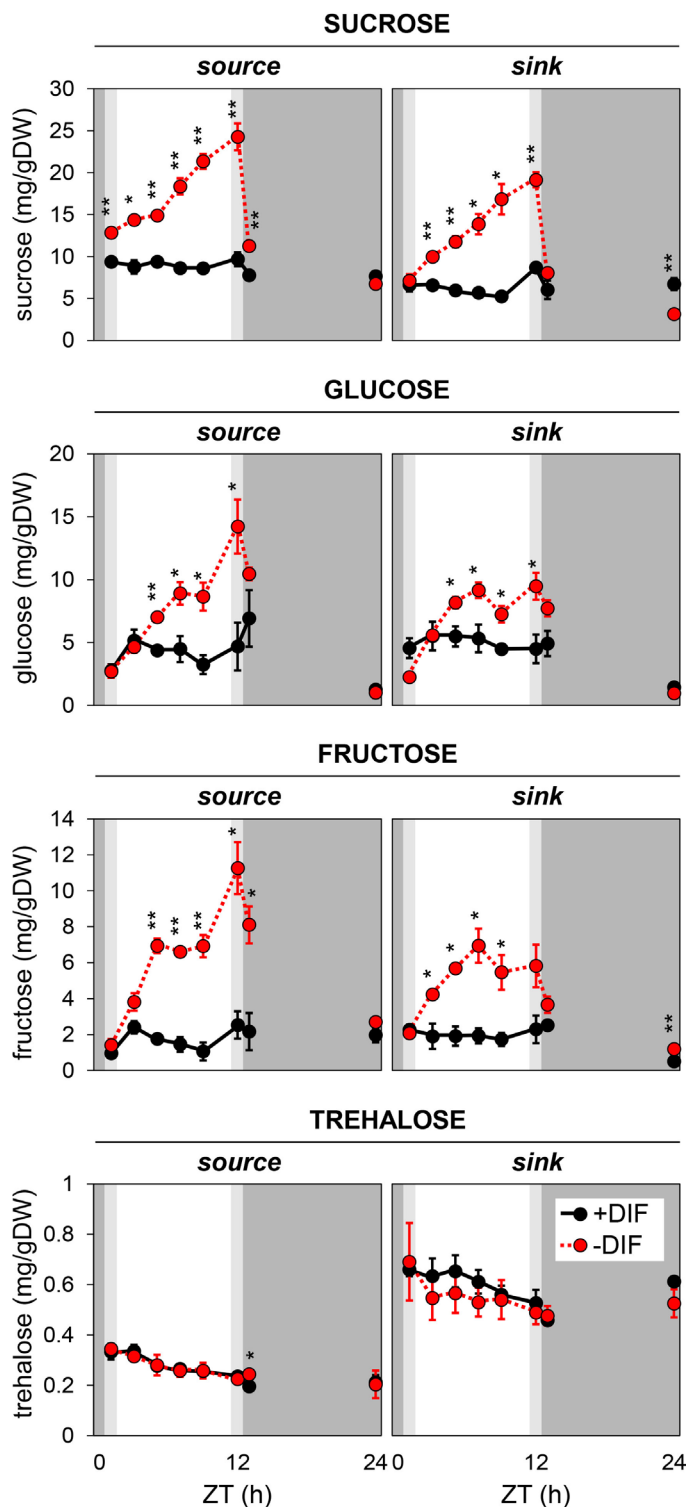 SUCROSE
source sink
sucrose (mg/gDW)
30
25
20
15
10
5
0
** * ** ** ** ** **
** ** * * ** **
GLUCOSE
source sink
glucose (mg/gDW)
20
15
10
5
0
** * * *
* * * *
FRUCTOSE
source sink
fructose (mg/gDW)
14
12
10
8
6
4
2
0
** ** ** * *
* * * * **
TREHALOSE
source sink
trehalose (mg/gDW)
1
0.8
0.6
0.4
0.2
0
*
+DIF
-DIF
0 12 24 0 12 24
ZT (h) ZT (h)